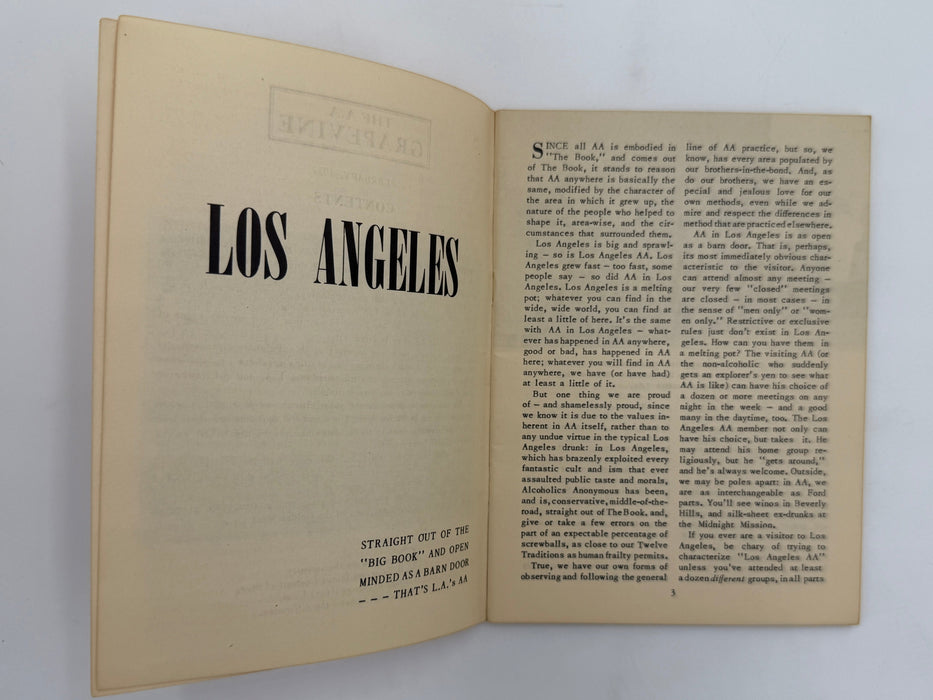 LOS ANGELES
STRAIGHT OUT OF THE
"BIG BOOK" AND OPEN
MINDED AS A BARN DOOR
– – – THAT'S L.A.'s AA
SINCE all AA is embodied in
"The Book," and comes out
of The Book, it stands to reason
that AA anywhere is basically the
same, modified by the character of
the area in which it grew up, the
nature of the people who helped to
shape it, area-wise, and the cir-
cumstances that surrounded them.
Los Angeles is big and sprawl-
ing – so is Los Angeles AA. Los
Angeles grew fast – too fast, some
people say – so did AA in Los
Angeles. Los Angeles is a melting
pot; whatever you can find in the
wide, wide world, you can find at
least a little of here. It's the same
with AA in Los Angeles – what-
ever has happened in AA anywhere,
good or bad, has happened in AA
here; whatever you will find in AA
anywhere, we have (or have had)
at least a little of it.
But one thing we are proud
of – and shamelessly proud, since
we know it is due to the values in-
herent in AA itself, rather than to
any undue virtue in the typical Los
Angeles drunk: in Los Angeles,
which has brazenly exploited every
fantastic cult and ism that ever
assaulted public taste and morals,
Alcoholics Anonymous has been,
and is, conservative, middle-of-the-
road, straight out of The Book. and,
give or take a few errors on the
part of an expectable percentage of
screwballs, as close to our Twelve
Traditions as human frailty permits.
True, we have our own forms of
observing and following the general
line of AA practice, but so, we
know, has every area populated by
our brothers-in-the-bond. And, as
do our brothers, we have an es-
pecial and jealous love for our
own methods, even while we ad-
mire and respect the differences in
method that are practiced elsewhere.
AA in Los Angeles is as open
as a barn door. That is, perhaps,
its most immediately obvious char-
acteristic to the visitor. Anyone
can attend almost any meeting –
our very few "closed" meetings
are closed – in most cases – in
the sense of "men only" or "wom-
en only." Restrictive or exclusive
rules just don't exist in Los An-
geles. How can you have them in
a melting pot? The visiting AA (or
the non-alcoholic who suddenly
gets an explorer's yen to see what
AA is like) can have his choice of
a dozen or more meetings on any
night in the week – and a good
many in the daytime, too. The Los
Angeles AA member not only can
have his choice, but takes it. He
may attend his home group re-
ligiously, but he "gets around,"
and he's always welcome. Outside,
we may be poles apart: in AA, we
are as interchangeable as Ford
parts. You'll see winos in Beverly
Hills, and silk-sheet ex-drunks at
the Midnight Mission.
If you ever are a visitor to Los
Angeles, be chary of trying to
characterize "Los Angeles AA"
unless you've attended at least
a dozen different groups, in all parts
3